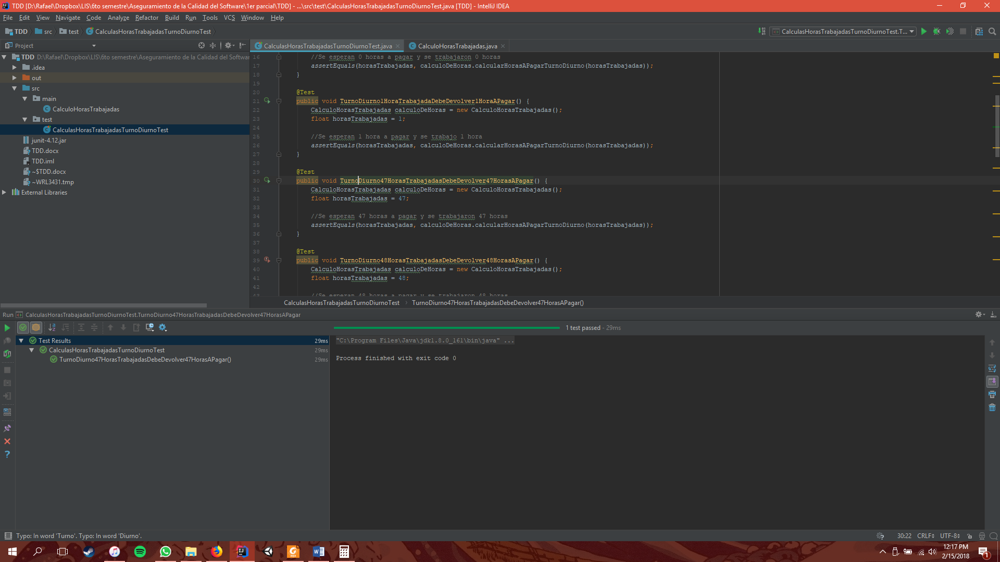 TDD [D:\Rafael\Dropbox\LIS\6to semestre\Aseguramiento de la Calidad del Software\1er parcial\TDD] - ...\src\test\CalculasHorasTrabajadasTurnoDiurnoTest.java [TDD] - IntelliJ IDEA
File Edit View Navigate Code Analyze Refactor Build Run Tools VCS Window Help
TDD src test CalculasHorasTrabajadasTurnoDiurnoTest
CalculasHorasTrabajadasTurnoDiurnoTest.T...
Project
CalculasHorasTrabajadasTurnoDiurnoTest.java CalculoHorasTrabajadas.java
TDD D:\Rafael\Dropbox\LIS\6to semestre\Aseguramiento de la Calidad del Softwar
.idea
out
src
main
CalculoHorasTrabajadas
test
CalculasHorasTrabajadasTurnoDiurnoTest
junit-4.12.jar
TDD.docx
TDD.iml
~$TDD.docx
~WRL3431.tmp
External Libraries
16 //Se esperan 0 horas a pagar y se trabajaron 0 horas
17 assertEquals(horasTrabajadas, calculoDeHoras.calcularHorasAPagarTurnoDiurno(horasTrabajadas));
18 }
19
20 @Test
21 public void TurnoDiurno1HoraTrabajadaDebeDevolver1HoraAPagar() {
22 CalculoHorasTrabajadas calculoDeHoras = new CalculoHorasTrabajadas();
23 float horasTrabajadas = 1;
24
25 //Se esperan 1 hora a pagar y se trabajo 1 hora
26 assertEquals(horasTrabajadas, calculoDeHoras.calcularHorasAPagarTurnoDiurno(horasTrabajadas));
27 }
28
29 @Test
30 public void TurnoDiurno47HorasTrabajadasDebeDevolver47HorasAPagar() {
31 CalculoHorasTrabajadas calculoDeHoras = new CalculoHorasTrabajadas();
32 float horasTrabajadas = 47;
33
34 //Se esperan 47 horas a pagar y se trabajaron 47 horas
35 assertEquals(horasTrabajadas, calculoDeHoras.calcularHorasAPagarTurnoDiurno(horasTrabajadas));
36 }
37
38 @Test
39 public void TurnoDiurno48HorasTrabajadasDebeDevolver48HorasAPagar() {
40 CalculoHorasTrabajadas calculoDeHoras = new CalculoHorasTrabajadas();
41 float horasTrabajadas = 48;
42
43 //Se esperan 48 horas a pagar y se trabajaron 48 horas
CalculasHorasTrabajadasTurnoDiurnoTest TurnoDiurno47HorasTrabajadasDebeDevolver47HorasAPagar()
Run CalculasHorasTrabajadasTurnoDiurnoTest.TurnoDiurno47HorasTrabajadasDebeDevolver47HorasAPagar
1 test passed - 29ms
Test Results 29ms
CalculasHorasTrabajadasTurnoDiurnoTest 29ms
TurnoDiurno47HorasTrabajadasDebeDevolver47HorasAPagar() 29ms
"C:\Program Files\Java\jdk1.8.0_161\bin\java" ...
Process finished with exit code 0
Typo: In word 'Turno'. Typo: In word 'Diurno'.
30:22 CRLF UTF-8
12:17 PM
2/15/2018
1